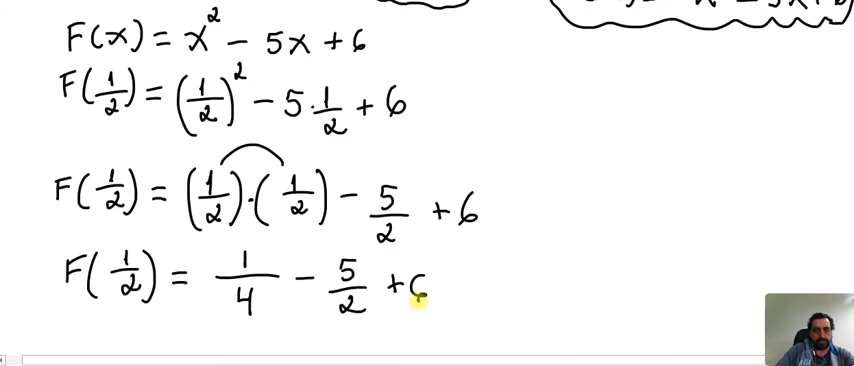 F(x) = x² - 5x + 6
F(1/2) = (1/2)² - 5·1/2 + 6
F(1/2) = (1/2)·(1/2) - 5/2 + 6
F(1/2) = 1/4 - 5/2 + 6